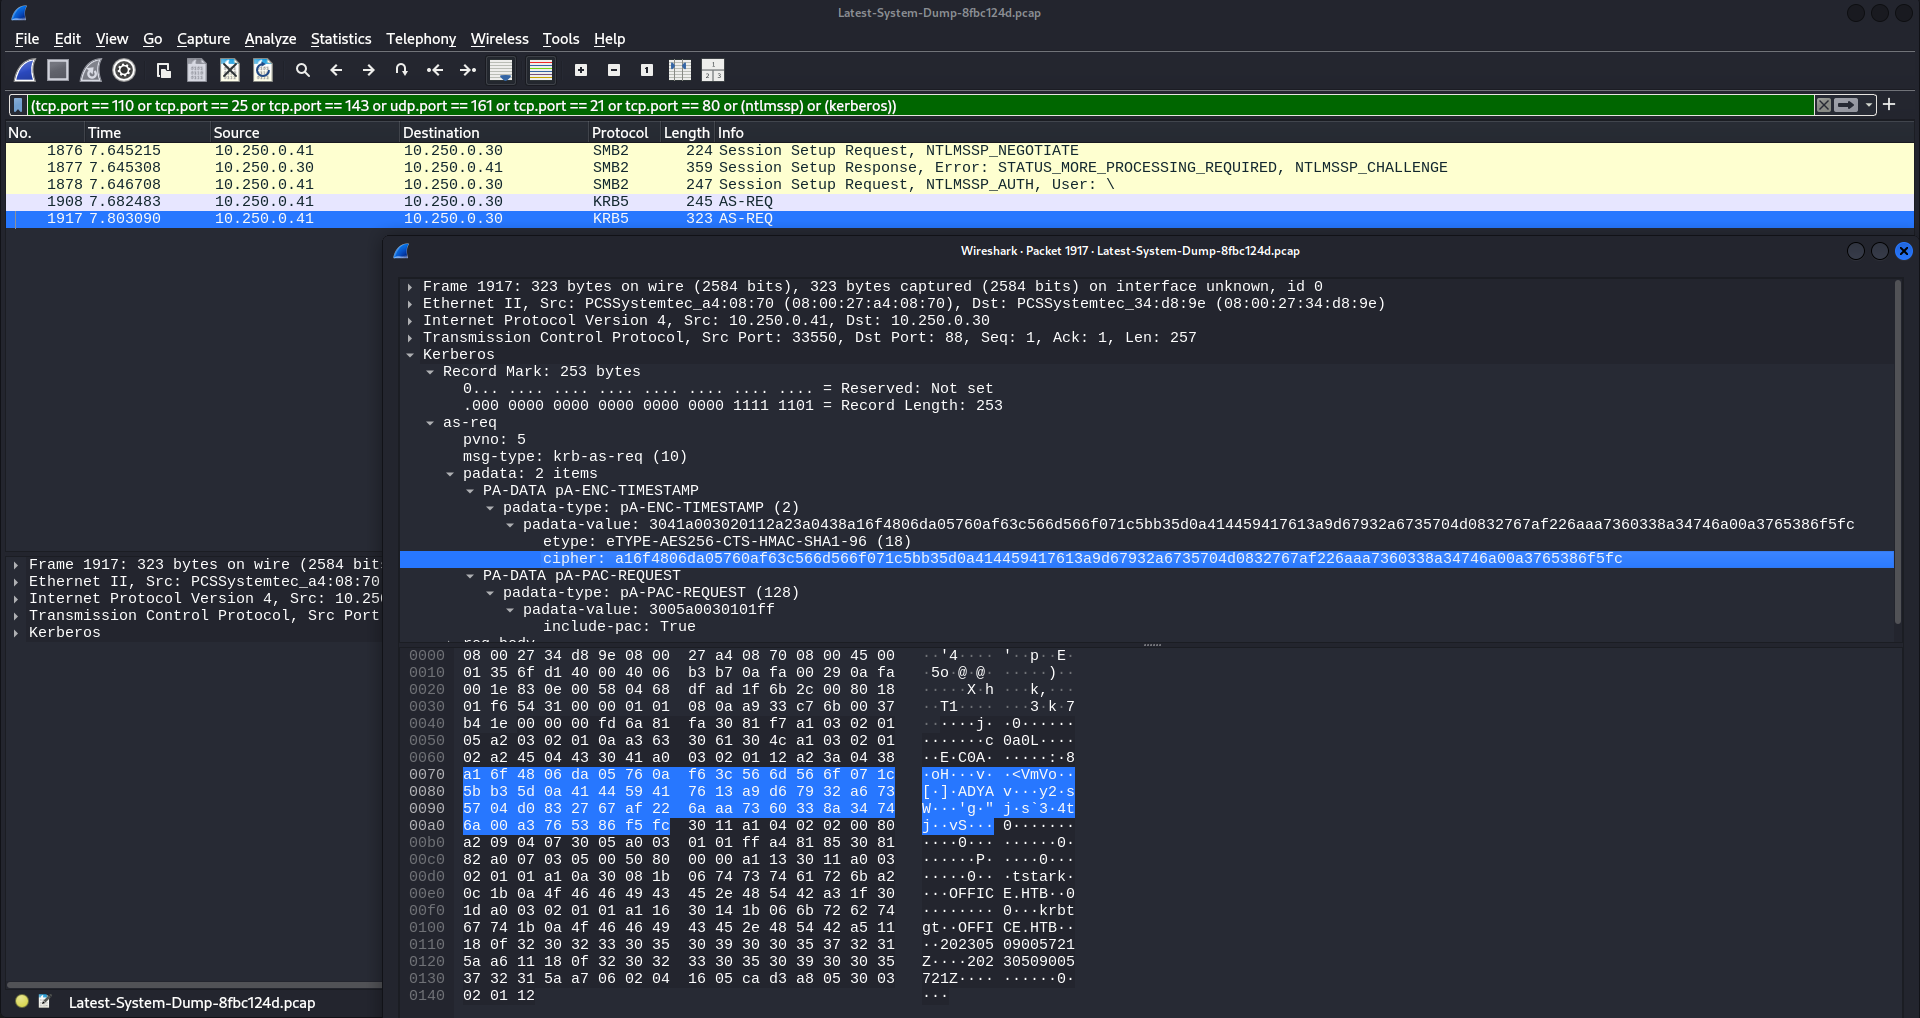 Latest-System-Dump-8fbc124d.pcap
File Edit View Go Capture Analyze Statistics Telephony Wireless Tools Help
(tcp.port == 110 or tcp.port == 25 or tcp.port == 143 or udp.port == 161 or tcp.port == 21 or tcp.port == 80 or (ntlmssp) or (kerberos))
No. Time Source Destination Protocol Length Info
1876 7.645215 10.250.0.41 10.250.0.30 SMB2 224 Session Setup Request, NTLMSSP_NEGOTIATE
1877 7.645308 10.250.0.30 10.250.0.41 SMB2 359 Session Setup Response, Error: STATUS_MORE_PROCESSING_REQUIRED, NTLMSSP_CHALLENGE
1878 7.646708 10.250.0.41 10.250.0.30 SMB2 247 Session Setup Request, NTLMSSP_AUTH, User: \
1908 7.682483 10.250.0.41 10.250.0.30 KRB5 245 AS-REQ
1917 7.803090 10.250.0.41 10.250.0.30 KRB5 323 AS-REQ
Wireshark · Packet 1917 · Latest-System-Dump-8fbc124d.pcap
Frame 1917: 323 bytes on wire (2584 bits), 323 bytes captured (2584 bits) on interface unknown, id 0
Ethernet II, Src: PCSSystemtec_a4:08:70 (08:00:27:a4:08:70), Dst: PCSSystemtec_34:d8:9e (08:00:27:34:d8:9e)
Internet Protocol Version 4, Src: 10.250.0.41, Dst: 10.250.0.30
Transmission Control Protocol, Src Port: 33550, Dst Port: 88, Seq: 1, Ack: 1, Len: 257
Kerberos
Record Mark: 253 bytes
0... .... .... .... .... .... .... .... = Reserved: Not set
.000 0000 0000 0000 0000 0000 1111 1101 = Record Length: 253
as-req
pvno: 5
msg-type: krb-as-req (10)
padata: 2 items
PA-DATA pA-ENC-TIMESTAMP
padata-type: pA-ENC-TIMESTAMP (2)
padata-value: 3041a003020112a23a0438a16f4806da05760af63c566d566f071c5bb35d0a414459417613a9d67932a6735704d0832767af226aaa7360338a34746a00a3765386f5fc
etype: eTYPE-AES256-CTS-HMAC-SHA1-96 (18)
cipher: a16f4806da05760af63c566d566f071c5bb35d0a414459417613a9d67932a6735704d0832767af226aaa7360338a34746a00a3765386f5fc
PA-DATA pA-PAC-REQUEST
padata-type: pA-PAC-REQUEST (128)
padata-value: 3005a0030101ff
include-pac: True
Frame 1917: 323 bytes on wire (2584 bit
Ethernet II, Src: PCSSystemtec_a4:08:70
Internet Protocol Version 4, Src: 10.250
Transmission Control Protocol, Src Port
Kerberos
0000 08 00 27 34 d8 9e 08 00 27 a4 08 70 08 00 45 00 ··'4···· '··p··E·
0010 01 35 6f d1 40 00 40 06 b3 b7 0a fa 00 29 0a fa ·5o·@·@· ·····)··
0020 00 1e 83 0e 00 58 04 68 df ad 1f 6b 2c 00 80 18 ·····X·h ···k,···
0030 01 f6 54 31 00 00 01 01 08 0a a9 33 c7 6b 00 37 ··T1···· ···3·k·7
0040 b4 1e 00 00 00 fd 6a 81 fa 30 81 f7 a1 03 02 01 ······j· ·0······
0050 05 a2 03 02 01 0a a3 63 30 61 30 4c a1 03 02 01 ·······c 0a0L····
0060 02 a2 45 04 43 30 41 a0 03 02 01 12 a2 3a 04 38 ··E·C0A· ·····:·8
0070 a1 6f 48 06 da 05 76 0a f6 3c 56 6d 56 6f 07 1c ·oH···v· ·<VmVo··
0080 5b b3 5d 0a 41 44 59 41 76 13 a9 d6 79 32 a6 73 [·]·ADYA v···y2·s
0090 57 04 d0 83 27 67 af 22 6a aa 73 60 33 8a 34 74 W···'g·" j·s`3·4t
00a0 6a 00 a3 76 53 86 f5 fc 30 11 a1 04 02 02 00 80 j··vS··· 0·······
00b0 a2 09 04 07 30 05 a0 03 01 01 ff a4 81 85 30 81 ····0··· ······0·
00c0 82 a0 07 03 05 00 50 80 00 00 a1 13 30 11 a0 03 ······P· ····0···
00d0 02 01 01 a1 0a 30 08 1b 06 74 73 74 61 72 6b a2 ·····0·· ·tstark·
00e0 0c 1b 0a 4f 46 46 49 43 45 2e 48 54 42 a3 1f 30 ···OFFIC E.HTB··0
00f0 1d a0 03 02 01 01 a1 16 30 14 1b 06 6b 72 62 74 ········ 0···krbt
0100 67 74 1b 0a 4f 46 46 49 43 45 2e 48 54 42 a5 11 gt··OFFI CE.HTB··
0110 18 0f 32 30 32 33 30 35 30 39 30 30 35 37 32 31 ··202305 09005721
0120 5a a6 11 18 0f 32 30 32 33 30 35 30 39 30 30 35 Z····202 30509005
0130 37 32 31 5a a7 06 02 04 16 05 ca d3 a8 05 30 03 721Z···· ······0·
0140 02 01 12 ···
Latest-System-Dump-8fbc124d.pcap